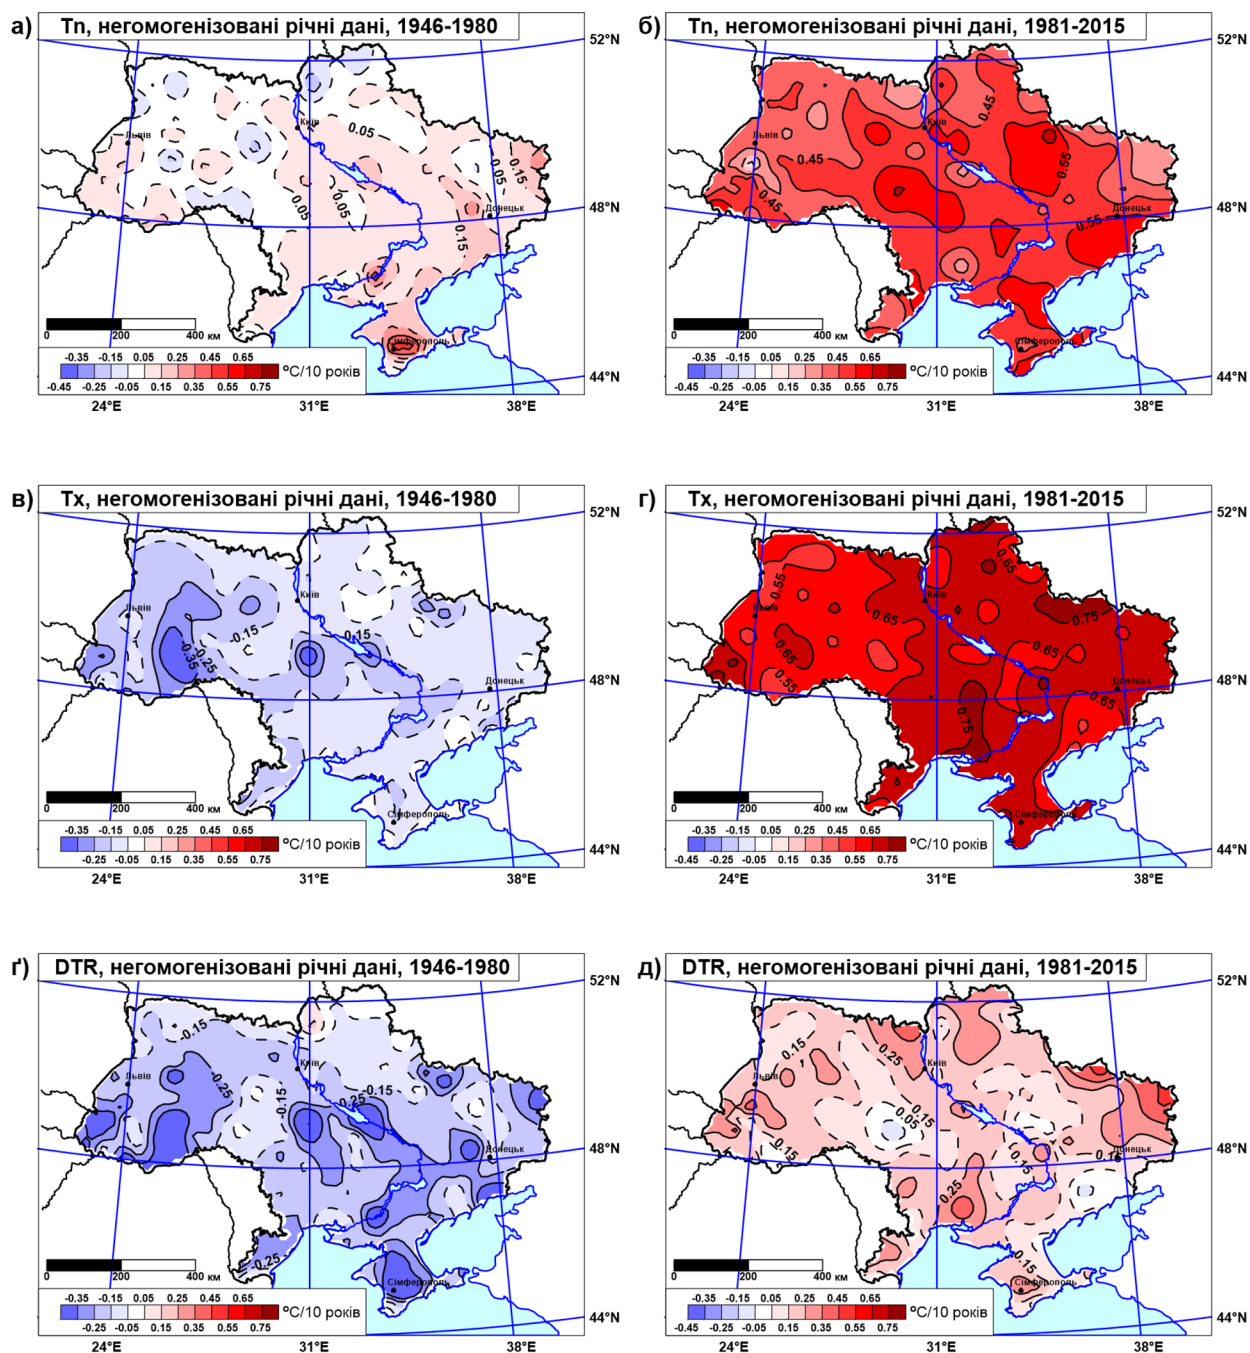 а) Tn, негомогенізовані річні дані, 1946-1980
52°N
48°N
44°N
24°E 31°E 38°E
Київ
Львів
Донецьк
Сімферополь
0.05
0.05
0.05
0.05
0.15
0.15
0 200 400 км
-0.35 -0.15 0.05 0.25 0.45 0.65
-0.45 -0.25 -0.05 0.15 0.35 0.55 0.75
ºC/10 років
б) Tn, негомогенізовані річні дані, 1981-2015
52°N
48°N
44°N
24°E 31°E 38°E
Київ
Львів
Донецьк
Сімферополь
0.45
0.45
0.45
0.55
0.55
0 200 400 км
-0.35 -0.15 0.05 0.25 0.45 0.65
-0.45 -0.25 -0.05 0.15 0.35 0.55 0.75
ºC/10 років
в) Tx, негомогенізовані річні дані, 1946-1980
52°N
48°N
44°N
24°E 31°E 38°E
Київ
Львів
Донецьк
Сімферополь
-0.15
0.15
-0.25
-0.35
0 200 400 км
-0.35 -0.15 0.05 0.25 0.45 0.65
-0.25 -0.05 0.15 0.35 0.55 0.75
ºC/10 років
г) Tx, негомогенізовані річні дані, 1981-2015
52°N
48°N
44°N
24°E 31°E 38°E
Київ
Львів
Донецьк
Сімферополь
0.65
0.55
0.75
0.65
0.65
0.65
0.55
0.65
0.75
0 200 400 км
-0.35 -0.15 0.05 0.25 0.45 0.65
-0.45 -0.25 -0.05 0.15 0.35 0.55 0.75
ºC/10 років
ґ) DTR, негомогенізовані річні дані, 1946-1980
52°N
48°N
44°N
24°E 31°E 38°E
Київ
Львів
Донецьк
Сімферополь
-0.15
-0.25
-0.15
-0.15
0.25
-0.25
0 200 400 км
-0.35 -0.15 0.05 0.25 0.45 0.65
-0.25 -0.05 0.15 0.35 0.55 0.75
ºC/10 років
д) DTR, негомогенізовані річні дані, 1981-2015
52°N
48°N
44°N
24°E 31°E 38°E
Київ
Львів
Донецьк
Сімферополь
0.15
0.25
0.15
0.05
0.15
0.15
0.25
0.15
0 200 400 км
-0.35 -0.15 0.05 0.25 0.45 0.65
-0.45 -0.25 -0.05 0.15 0.35 0.55 0.75
ºC/10 років